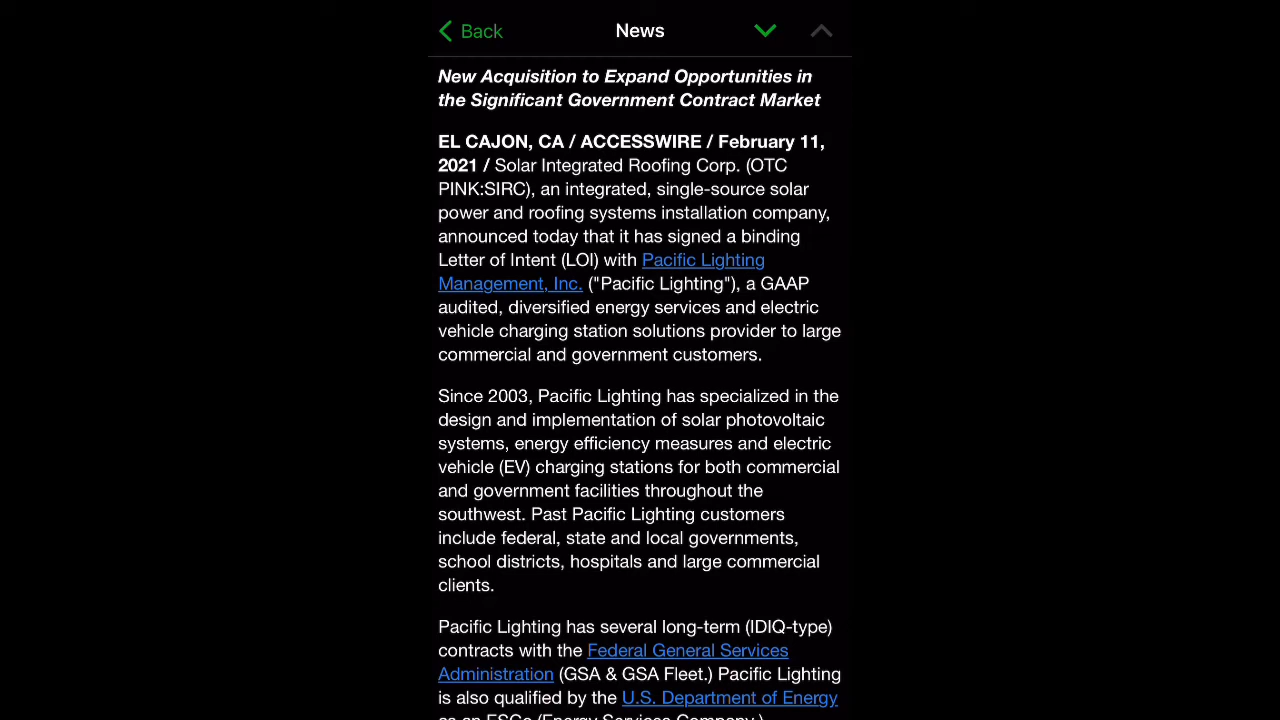 Back
News
New Acquisition to Expand Opportunities in
the Significant Government Contract Market
EL CAJON, CA / ACCESSWIRE / February 11,
2021 / Solar Integrated Roofing Corp. (OTC
PINK:SIRC), an integrated, single-source solar
power and roofing systems installation company,
announced today that it has signed a binding
Letter of Intent (LOI) with Pacific Lighting
Management, Inc. ("Pacific Lighting"), a GAAP
audited, diversified energy services and electric
vehicle charging station solutions provider to large
commercial and government customers.
Since 2003, Pacific Lighting has specialized in the
design and implementation of solar photovoltaic
systems, energy efficiency measures and electric
vehicle (EV) charging stations for both commercial
and government facilities throughout the
southwest. Past Pacific Lighting customers
include federal, state and local governments,
school districts, hospitals and large commercial
clients.
Pacific Lighting has several long-term (IDIQ-type)
contracts with the Federal General Services
Administration (GSA & GSA Fleet.) Pacific Lighting
is also qualified by the U.S. Department of Energy
as an ESCo (Energy Services Company.)